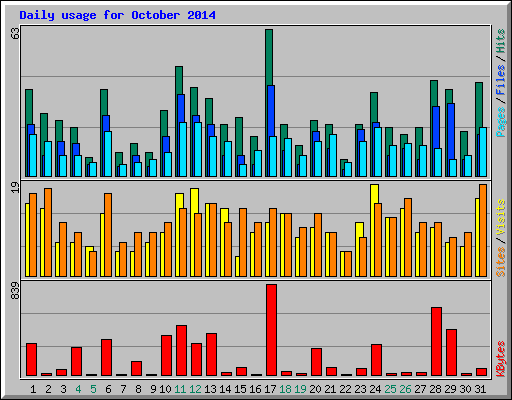 Daily usage for October 2014
63
Pages / Files / Hits
19
Sites / Visits
839
KBytes
1 2 3 4 5 6 7 8 9 10 11 12 13 14 15 16 17 18 19 20 21 22 23 24 25 26 27 28 29 30 31